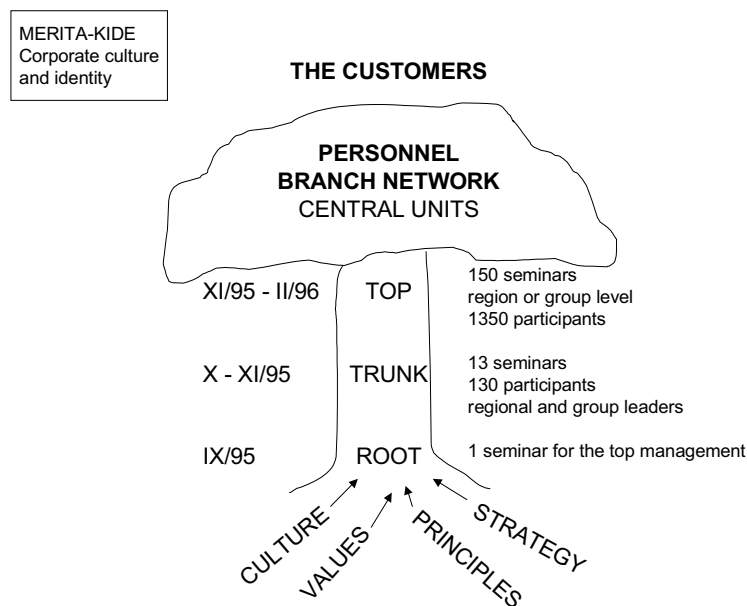 MERITA-KIDE
Corporate culture
and identity
THE CUSTOMERS
PERSONNEL
BRANCH NETWORK
CENTRAL UNITS
XI/95 - II/96
TOP
150 seminars
region or group level
1350 participants
X - XI/95
TRUNK
13 seminars
130 participants
regional and group leaders
IX/95
ROOT
1 seminar for the top management
CULTURE
VALUES
PRINCIPLES
STRATEGY